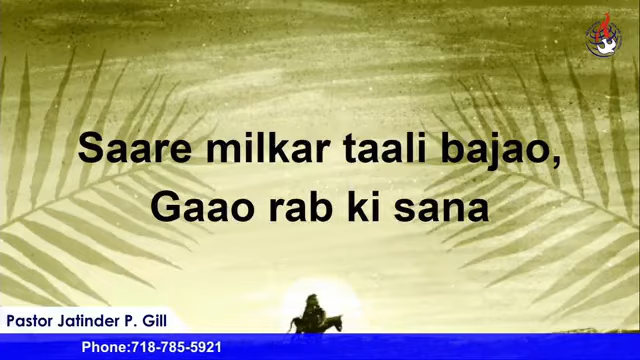 Saare milkar taali bajao,
Gaao rab ki sana
Pastor Jatinder P. Gill
Phone:718-785-5921